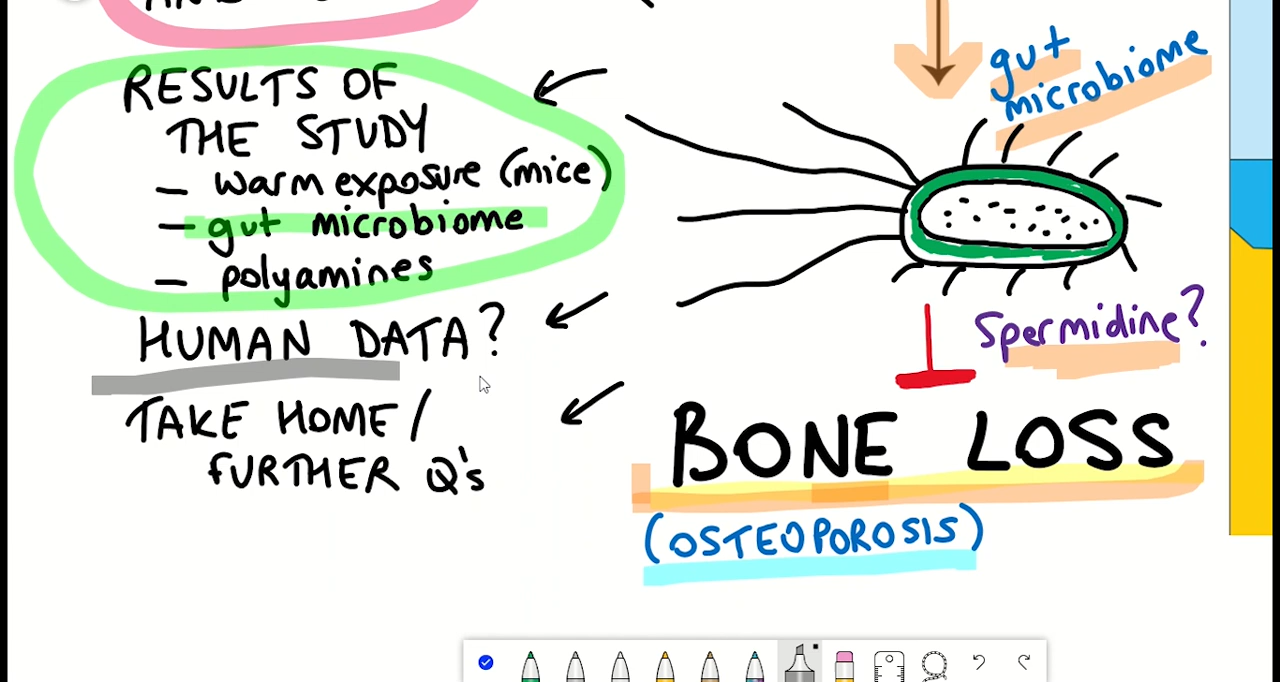 RESULTS OF
THE STUDY
– warm exposure (mice)
– gut microbiome
– polyamines
HUMAN DATA?
TAKE HOME/
FURTHER Q's
gut
microbiome
Spermidine?
BONE LOSS
(OSTEOPOROSIS)